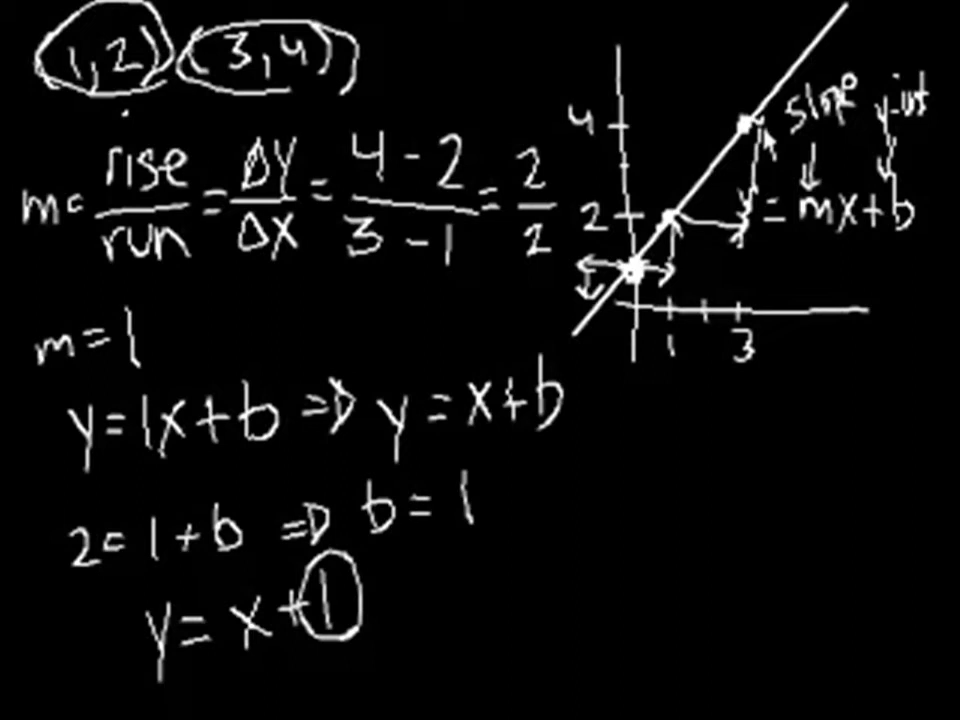 (1,2) (3,4)
m = rise/run = ΔY/ΔX = 4-2/3-1 = 2/2
m=1
y=1x+b ⇒ y=x+b
2=1+b ⇒ b=1
y=x+1
slope y-int
y=mx+b
4
2
1 3